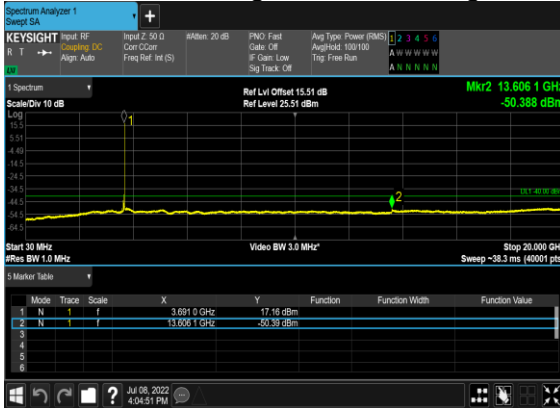 Spectrum Analyzer 1
Swept SA
+
KEYSIGHT
R T
Input: RF
Coupling: DC
Align: Auto
Input Z: 50 Ω
Corr CCorr
Freq Ref: Int (S)
#Atten: 20 dB
PNO: Fast
Gate: Off
IF Gain: Low
Sig Track: Off
Avg Type: Power (RMS)
Avg|Hold: 100/100
Trig: Free Run
1 2 3 4 5 6
A W W W W W
A N N N N N
1 Spectrum
Scale/Div 10 dB
Ref Lvl Offset 15.51 dB
Ref Level 25.51 dBm
Mkr2 13.606 1 GHz
-50.388 dBm
Log
15.5
5.51
-4.49
-14.5
-24.5
-34.5
-44.5
-54.5
-64.5
1
2
DL1 -40.00 dBm
Start 30 MHz
#Res BW 1.0 MHz
Video BW 3.0 MHz*
Stop 20.000 GHz
Sweep ~38.3 ms (40001 pts)
5 Marker Table
Mode Trace Scale X Y Function Function Width Function Value
1 N 1 f 3.691 0 GHz 17.16 dBm
2 N 1 f 13.606 1 GHz -50.39 dBm
3
4
5
6
?
Jul 08, 2022
4:04:51 PM